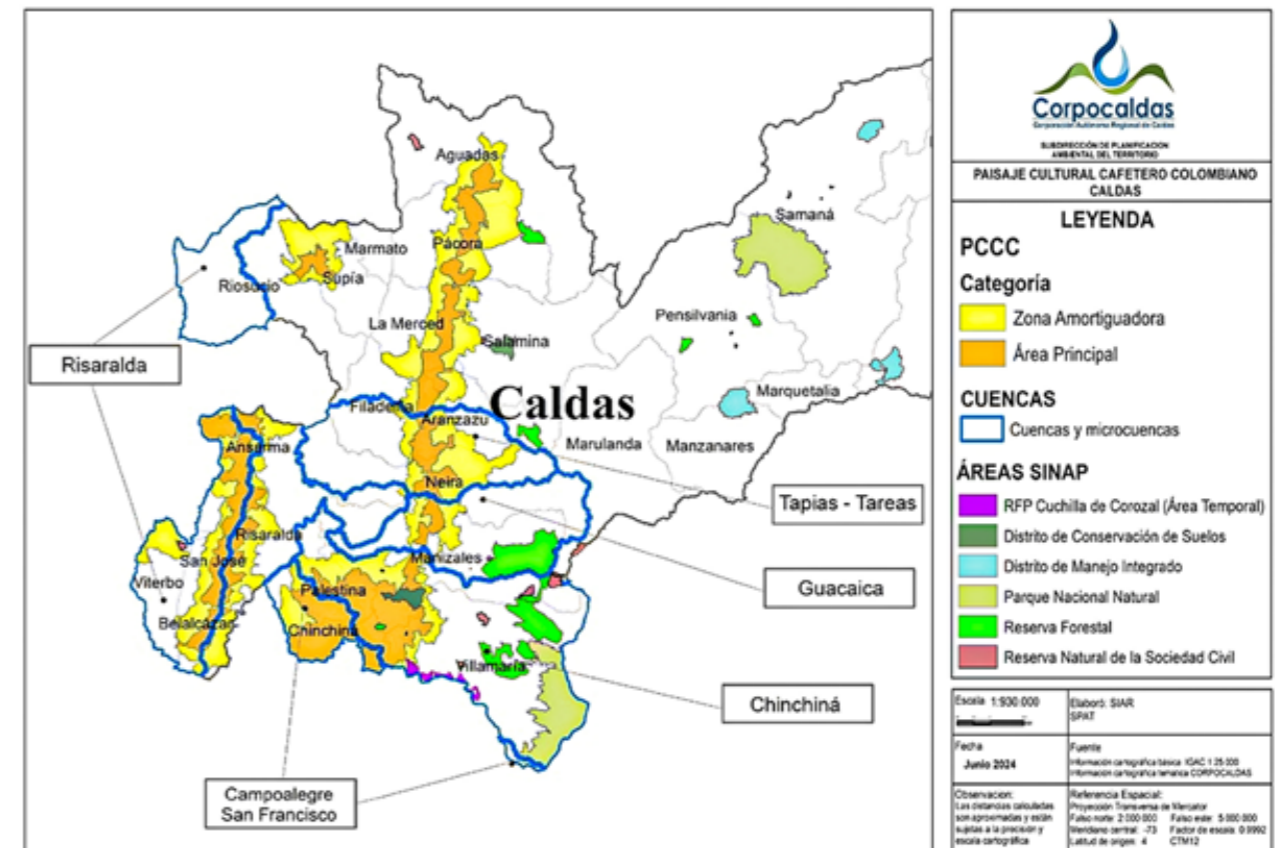 Aguadas
Samaná
Marmato
Pácora
Supía
Riosucio
Pensilvania
La Merced
Salamina
Risaralda
Marquetalia
Caldas
Filadelfia
Aranzazu
Marulanda
Manzanares
Anserma
Neira
Tapias - Tareas
Risaralda
Manizales
San José
Viterbo
Palestina
Guacaica
Belalcázar
Chinchiná
Villamaría
Chinchiná
Campoalegre
San Francisco
Corpocaldas
Corporación Autónoma Regional de Caldas
SUBDIRECCIÓN DE PLANIFICACION
AMBIENTAL DEL TERRITORIO
PAISAJE CULTURAL CAFETERO COLOMBIANO
CALDAS
LEYENDA
PCCC
Categoría
Zona Amortiguadora
Área Principal
CUENCAS
Cuencas y microcuencas
ÁREAS SINAP
RFP Cuchilla de Corozal (Área Temporal)
Distrito de Conservación de Suelos
Distrito de Manejo Integrado
Parque Nacional Natural
Reserva Forestal
Reserva Natural de la Sociedad Civil
Escala 1:930.000
Elaboró: SIAR
SPAT
Fecha
Junio 2024
Fuente
Información cartográfica básica: IGAC 1:25.000
Información cartográfica temática CORPOCALDAS
Observacion:
Las distancias calculadas
son aproximadas y están
sujetas a la precisión y
escala cartográfica
Referencia Espacial:
Proyección Transversa de Mercator
Falso norte: 2.000.000 Falso este: 5.000.000
Meridiano central: -73 Factor de escala: 0.9992
Latitud de origen: 4 CTM12